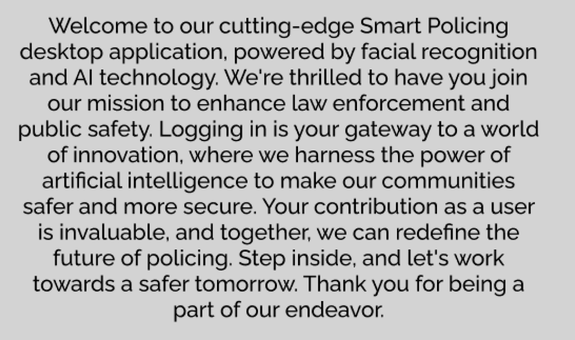 Welcome to our cutting-edge Smart Policing
desktop application, powered by facial recognition
and AI technology. We're thrilled to have you join
our mission to enhance law enforcement and
public safety. Logging in is your gateway to a world
of innovation, where we harness the power of
artificial intelligence to make our communities
safer and more secure. Your contribution as a user
is invaluable, and together, we can redefine the
future of policing. Step inside, and let's work
towards a safer tomorrow. Thank you for being a
part of our endeavor.